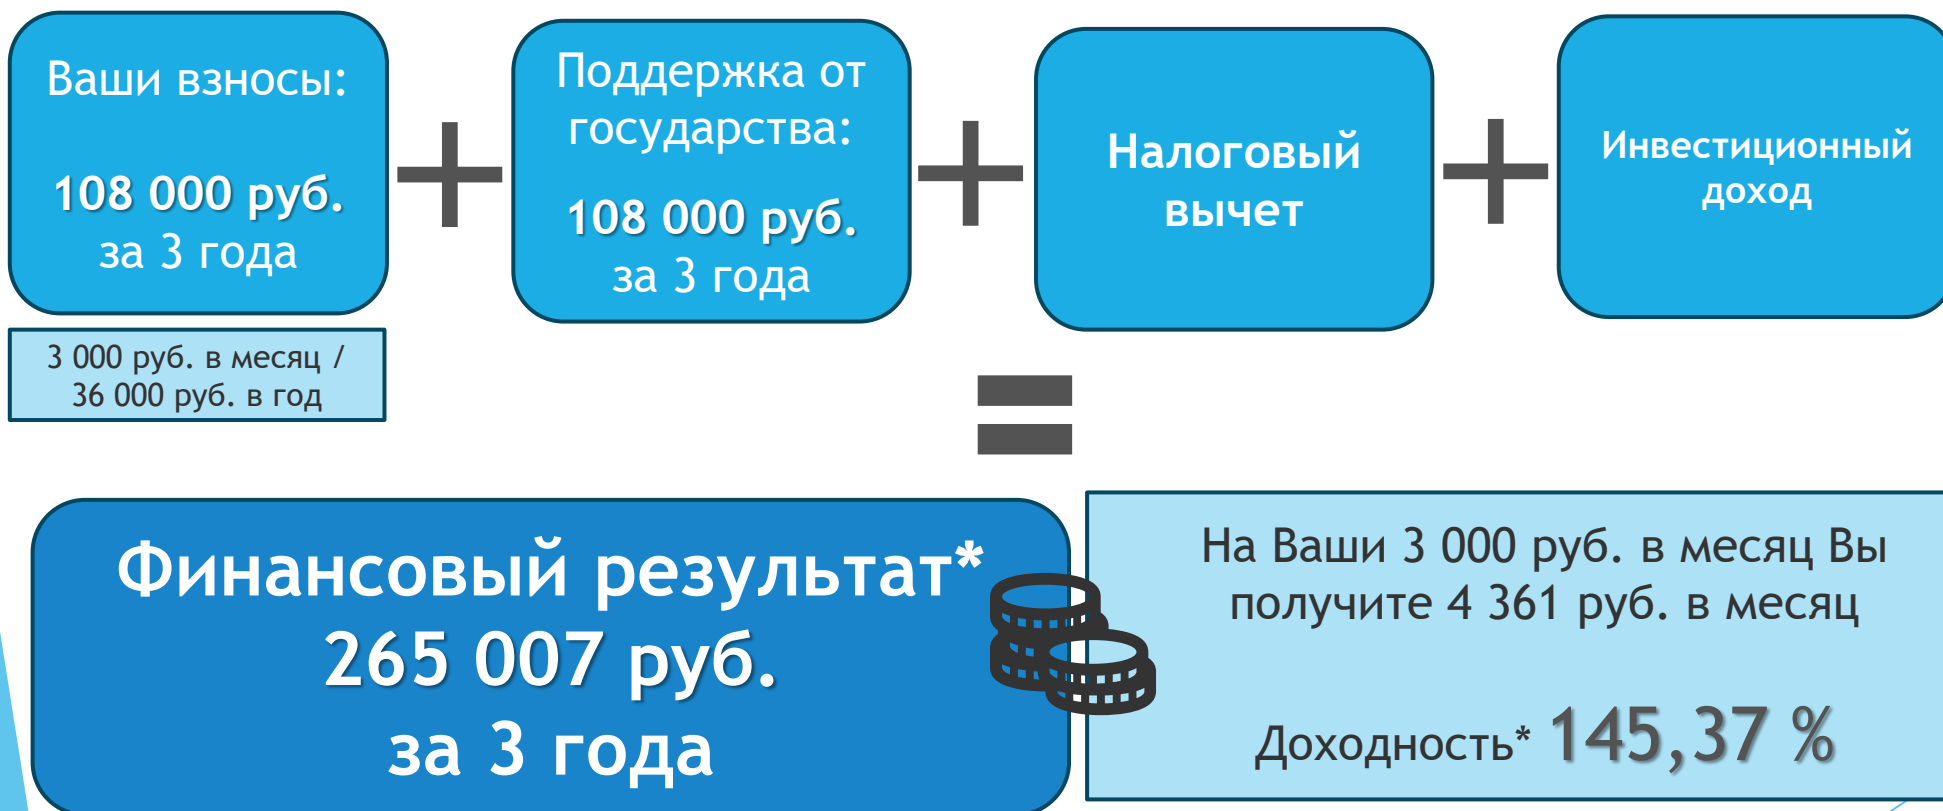 Ваши взносы:
108 000 руб.
за 3 года
3 000 руб. в месяц /
36 000 руб. в год
Поддержка от
государства:
108 000 руб.
за 3 года
Налоговый
вычет
Инвестиционный
доход
Финансовый результат*
265 007 руб.
за 3 года
На Ваши 3 000 руб. в месяц Вы
получите 4 361 руб. в месяц
Доходность* 145,37 %